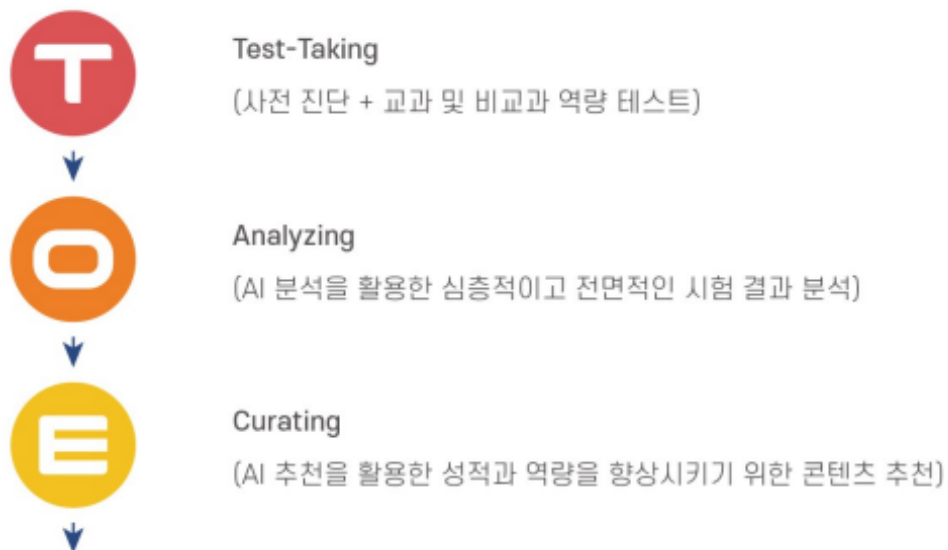 T
Test-Taking
(사전 진단 + 교과 및 비교과 역량 테스트)
O
Analyzing
(AI 분석을 활용한 심층적이고 전면적인 시험 결과 분석)
E
Curating
(AI 추천을 활용한 성적과 역량을 향상시키기 위한 콘텐츠 추천)